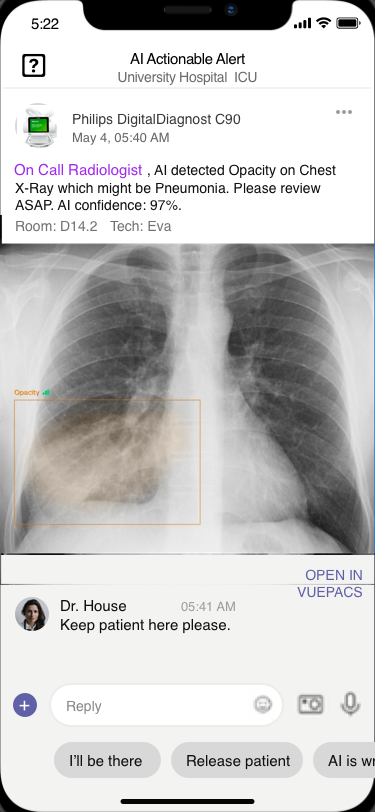 5:22
?
AI Actionable Alert
University Hospital ICU
Philips DigitalDiagnost C90
May 4, 05:40 AM
On Call Radiologist , AI detected Opacity on Chest
X-Ray which might be Pneumonia. Please review
ASAP. AI confidence: 97%.
Room: D14.2 Tech: Eva
Opacity
OPEN IN
VUEPACS
Dr. House 05:41 AM
Keep patient here please.
Reply
I’ll be there Release patient AI is